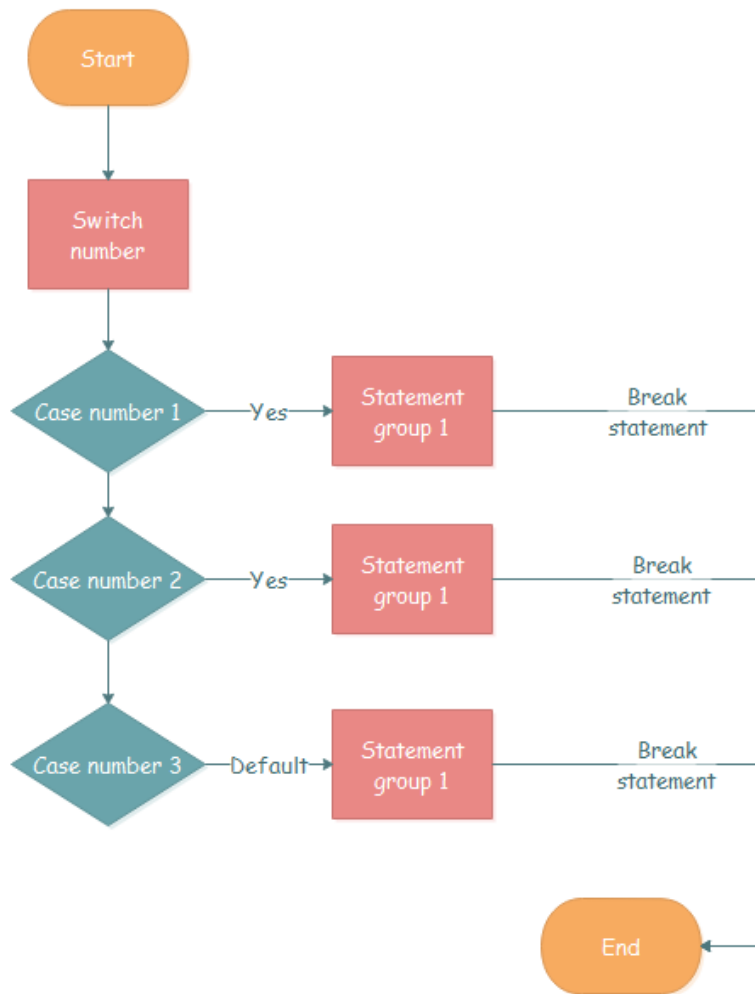 Start
Switch
number
Case number 1
Yes
Statement
group 1
Break
statement
Case number 2
Yes
Statement
group 1
Break
statement
Case number 3
Default
Statement
group 1
Break
statement
End